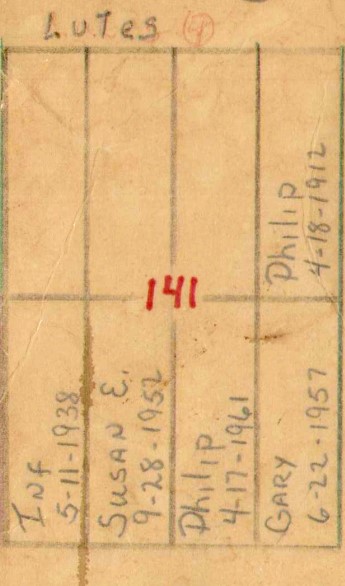 Lutes 4
Philip
4-18-1912
141
Inf
5-11-1938
Susan E.
9-28-1952
Philip
4-17-1961
Gary
6-22-1957